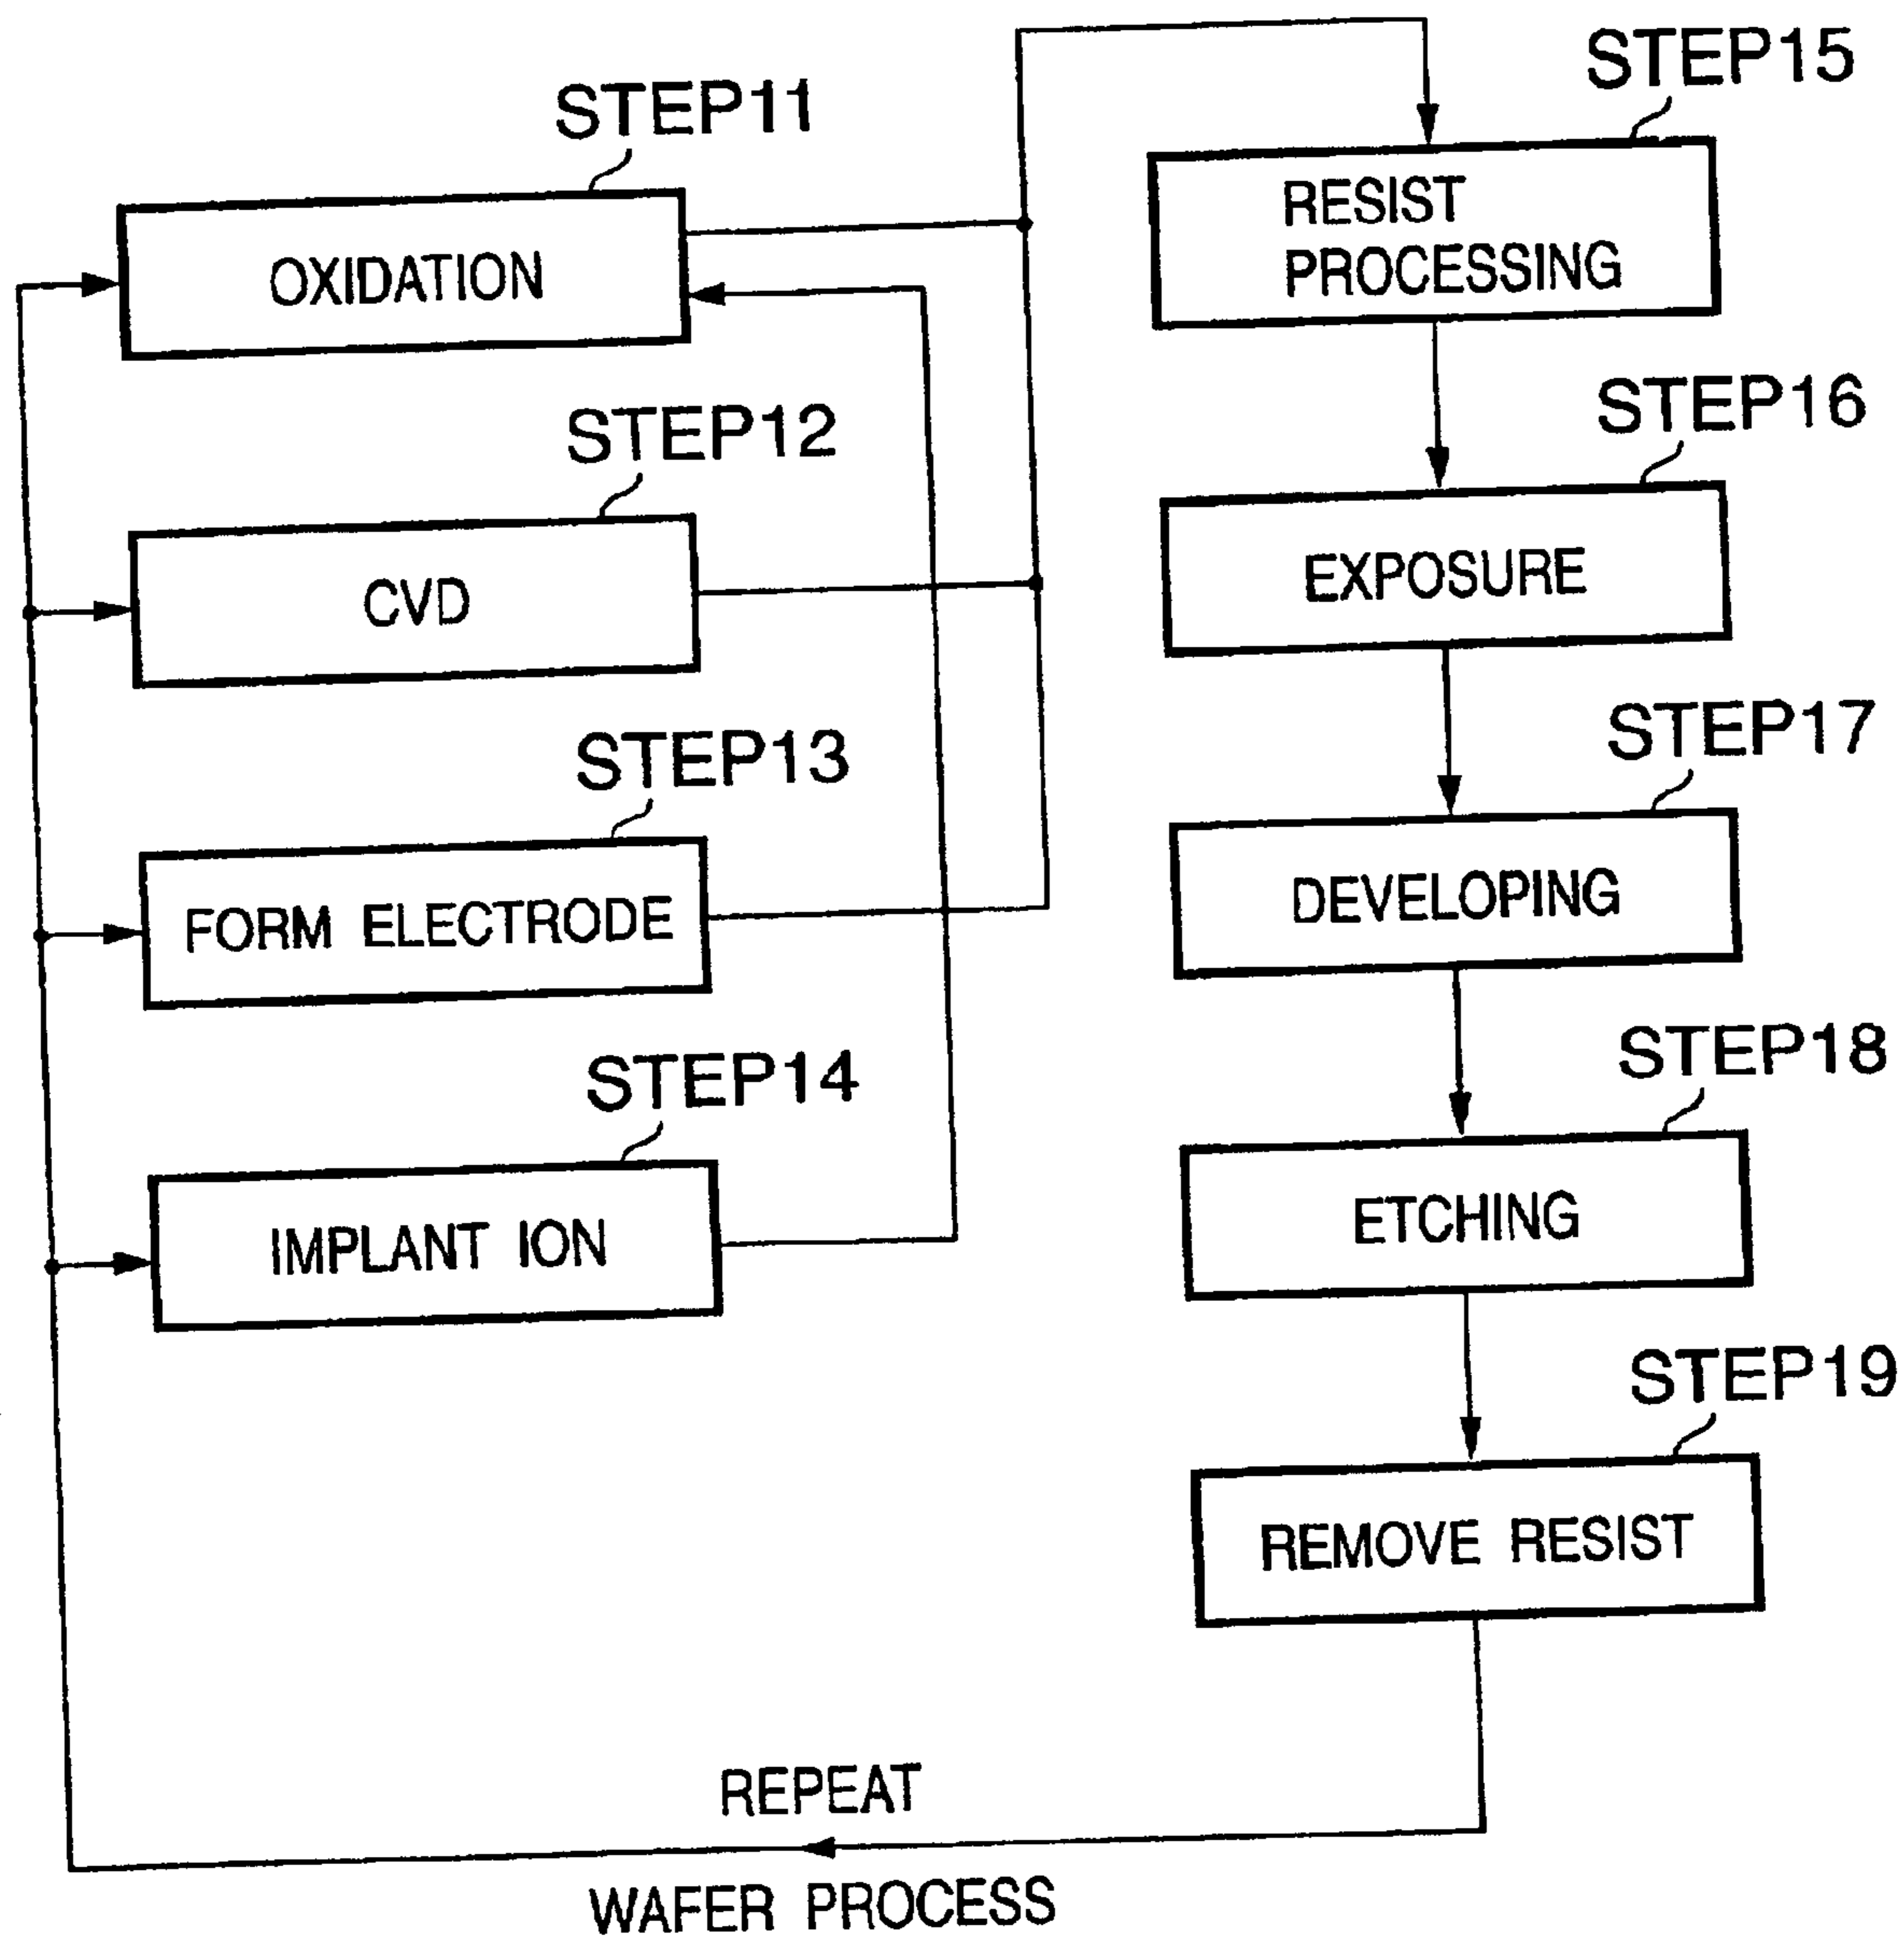 STEP11
OXIDATION
STEP12
CVD
STEP13
FORM ELECTRODE
STEP14
IMPLANT ION
STEP15
RESIST
PROCESSING
STEP16
EXPOSURE
STEP17
DEVELOPING
STEP18
ETCHING
STEP19
REMOVE RESIST
REPEAT
WAFER PROCESS